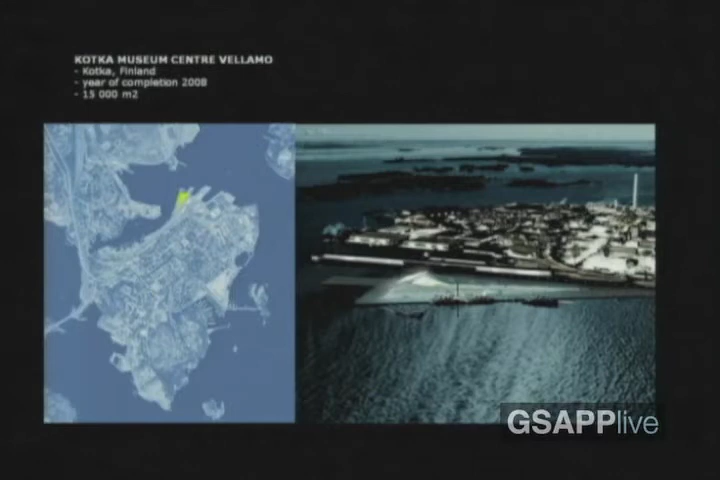 KOTKA MUSEUM CENTRE VELLAMO
- Kotka, Finland
- year of completion 2008
- 15 000 m2
GSAPPlive